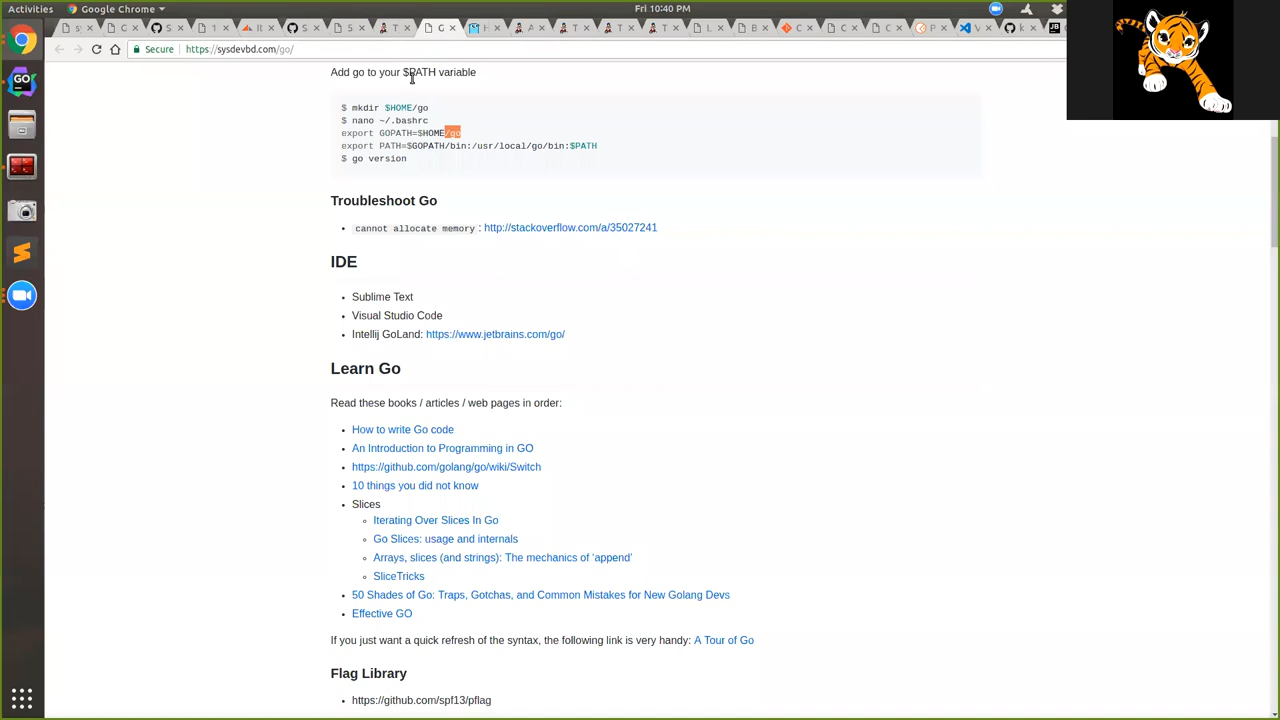 Activities
Google Chrome
Fri 10:40 PM
Secure
https://sysdevbd.com/go/
Add go to your $PATH variable
$ mkdir $HOME/go
$ nano ~/.bashrc
export GOPATH=$HOME/go
export PATH=$GOPATH/bin:/usr/local/go/bin:$PATH
$ go version
Troubleshoot Go
• cannot allocate memory : http://stackoverflow.com/a/35027241
IDE
• Sublime Text
• Visual Studio Code
• Intellij GoLand: https://www.jetbrains.com/go/
Learn Go
Read these books / articles / web pages in order:
• How to write Go code
• An Introduction to Programming in GO
• https://github.com/golang/go/wiki/Switch
• 10 things you did not know
• Slices
◦ Iterating Over Slices In Go
◦ Go Slices: usage and internals
◦ Arrays, slices (and strings): The mechanics of ‘append’
◦ SliceTricks
• 50 Shades of Go: Traps, Gotchas, and Common Mistakes for New Golang Devs
• Effective GO
If you just want a quick refresh of the syntax, the following link is very handy: A Tour of Go
Flag Library
• https://github.com/spf13/pflag